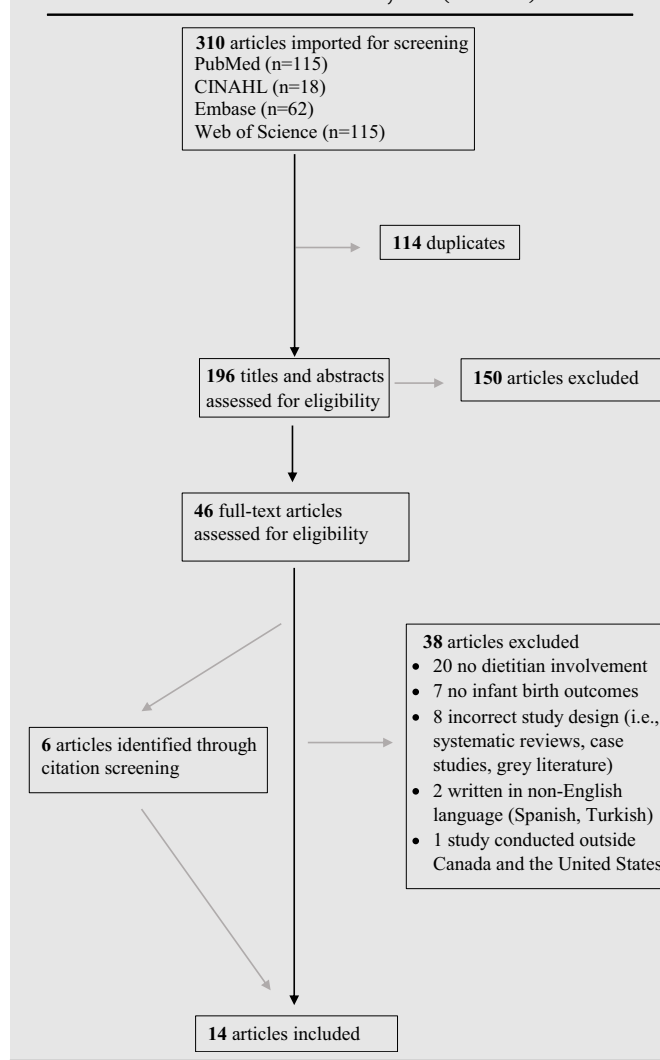 310 articles imported for screening
PubMed (n=115)
CINAHL (n=18)
Embase (n=62)
Web of Science (n=115)
114 duplicates
196 titles and abstracts
assessed for eligibility
150 articles excluded
46 full-text articles
assessed for eligibility
38 articles excluded
• 20 no dietitian involvement
• 7 no infant birth outcomes
• 8 incorrect study design (i.e.,
systematic reviews, case
studies, grey literature)
• 2 written in non-English
language (Spanish, Turkish)
• 1 study conducted outside
Canada and the United States
6 articles identified through
citation screening
14 articles included